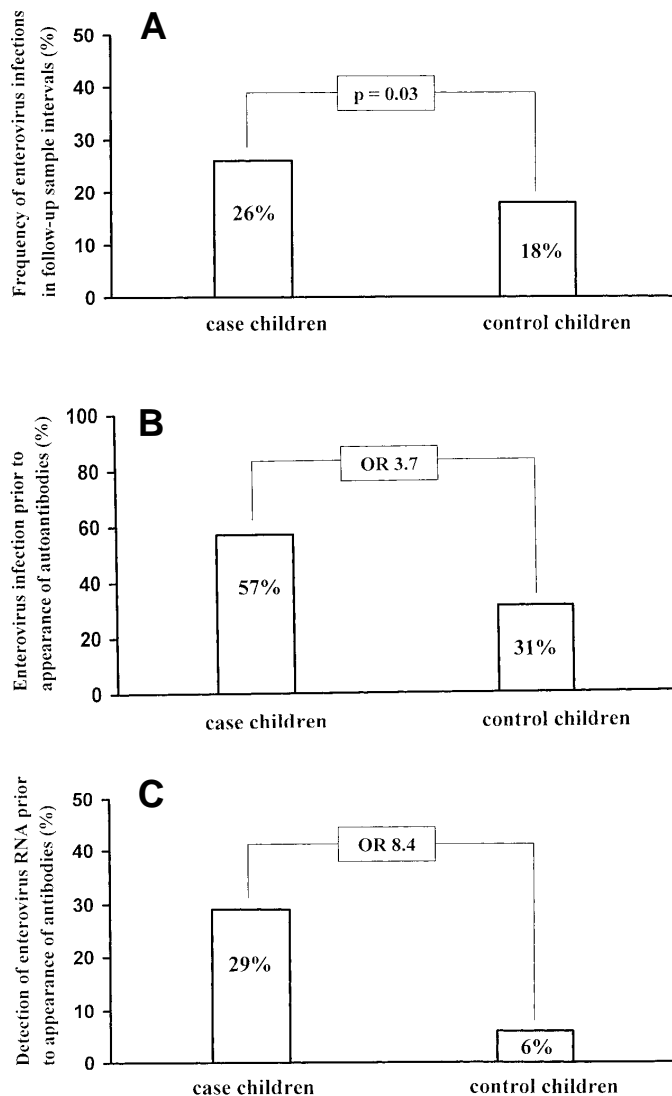 A
Frequency of enterovirus infections
in follow-up sample intervals (%)
50
40
30
20
10
0
p = 0.03
26%
18%
case children
control children
B
Enterovirus infection prior to
appearance of autoantibodies (%)
100
80
60
40
20
0
OR 3.7
57%
31%
case children
control children
C
Detection of enterovirus RNA prior
to appearance of antibodies (%)
50
40
30
20
10
0
OR 8.4
29%
6%
case children
control children